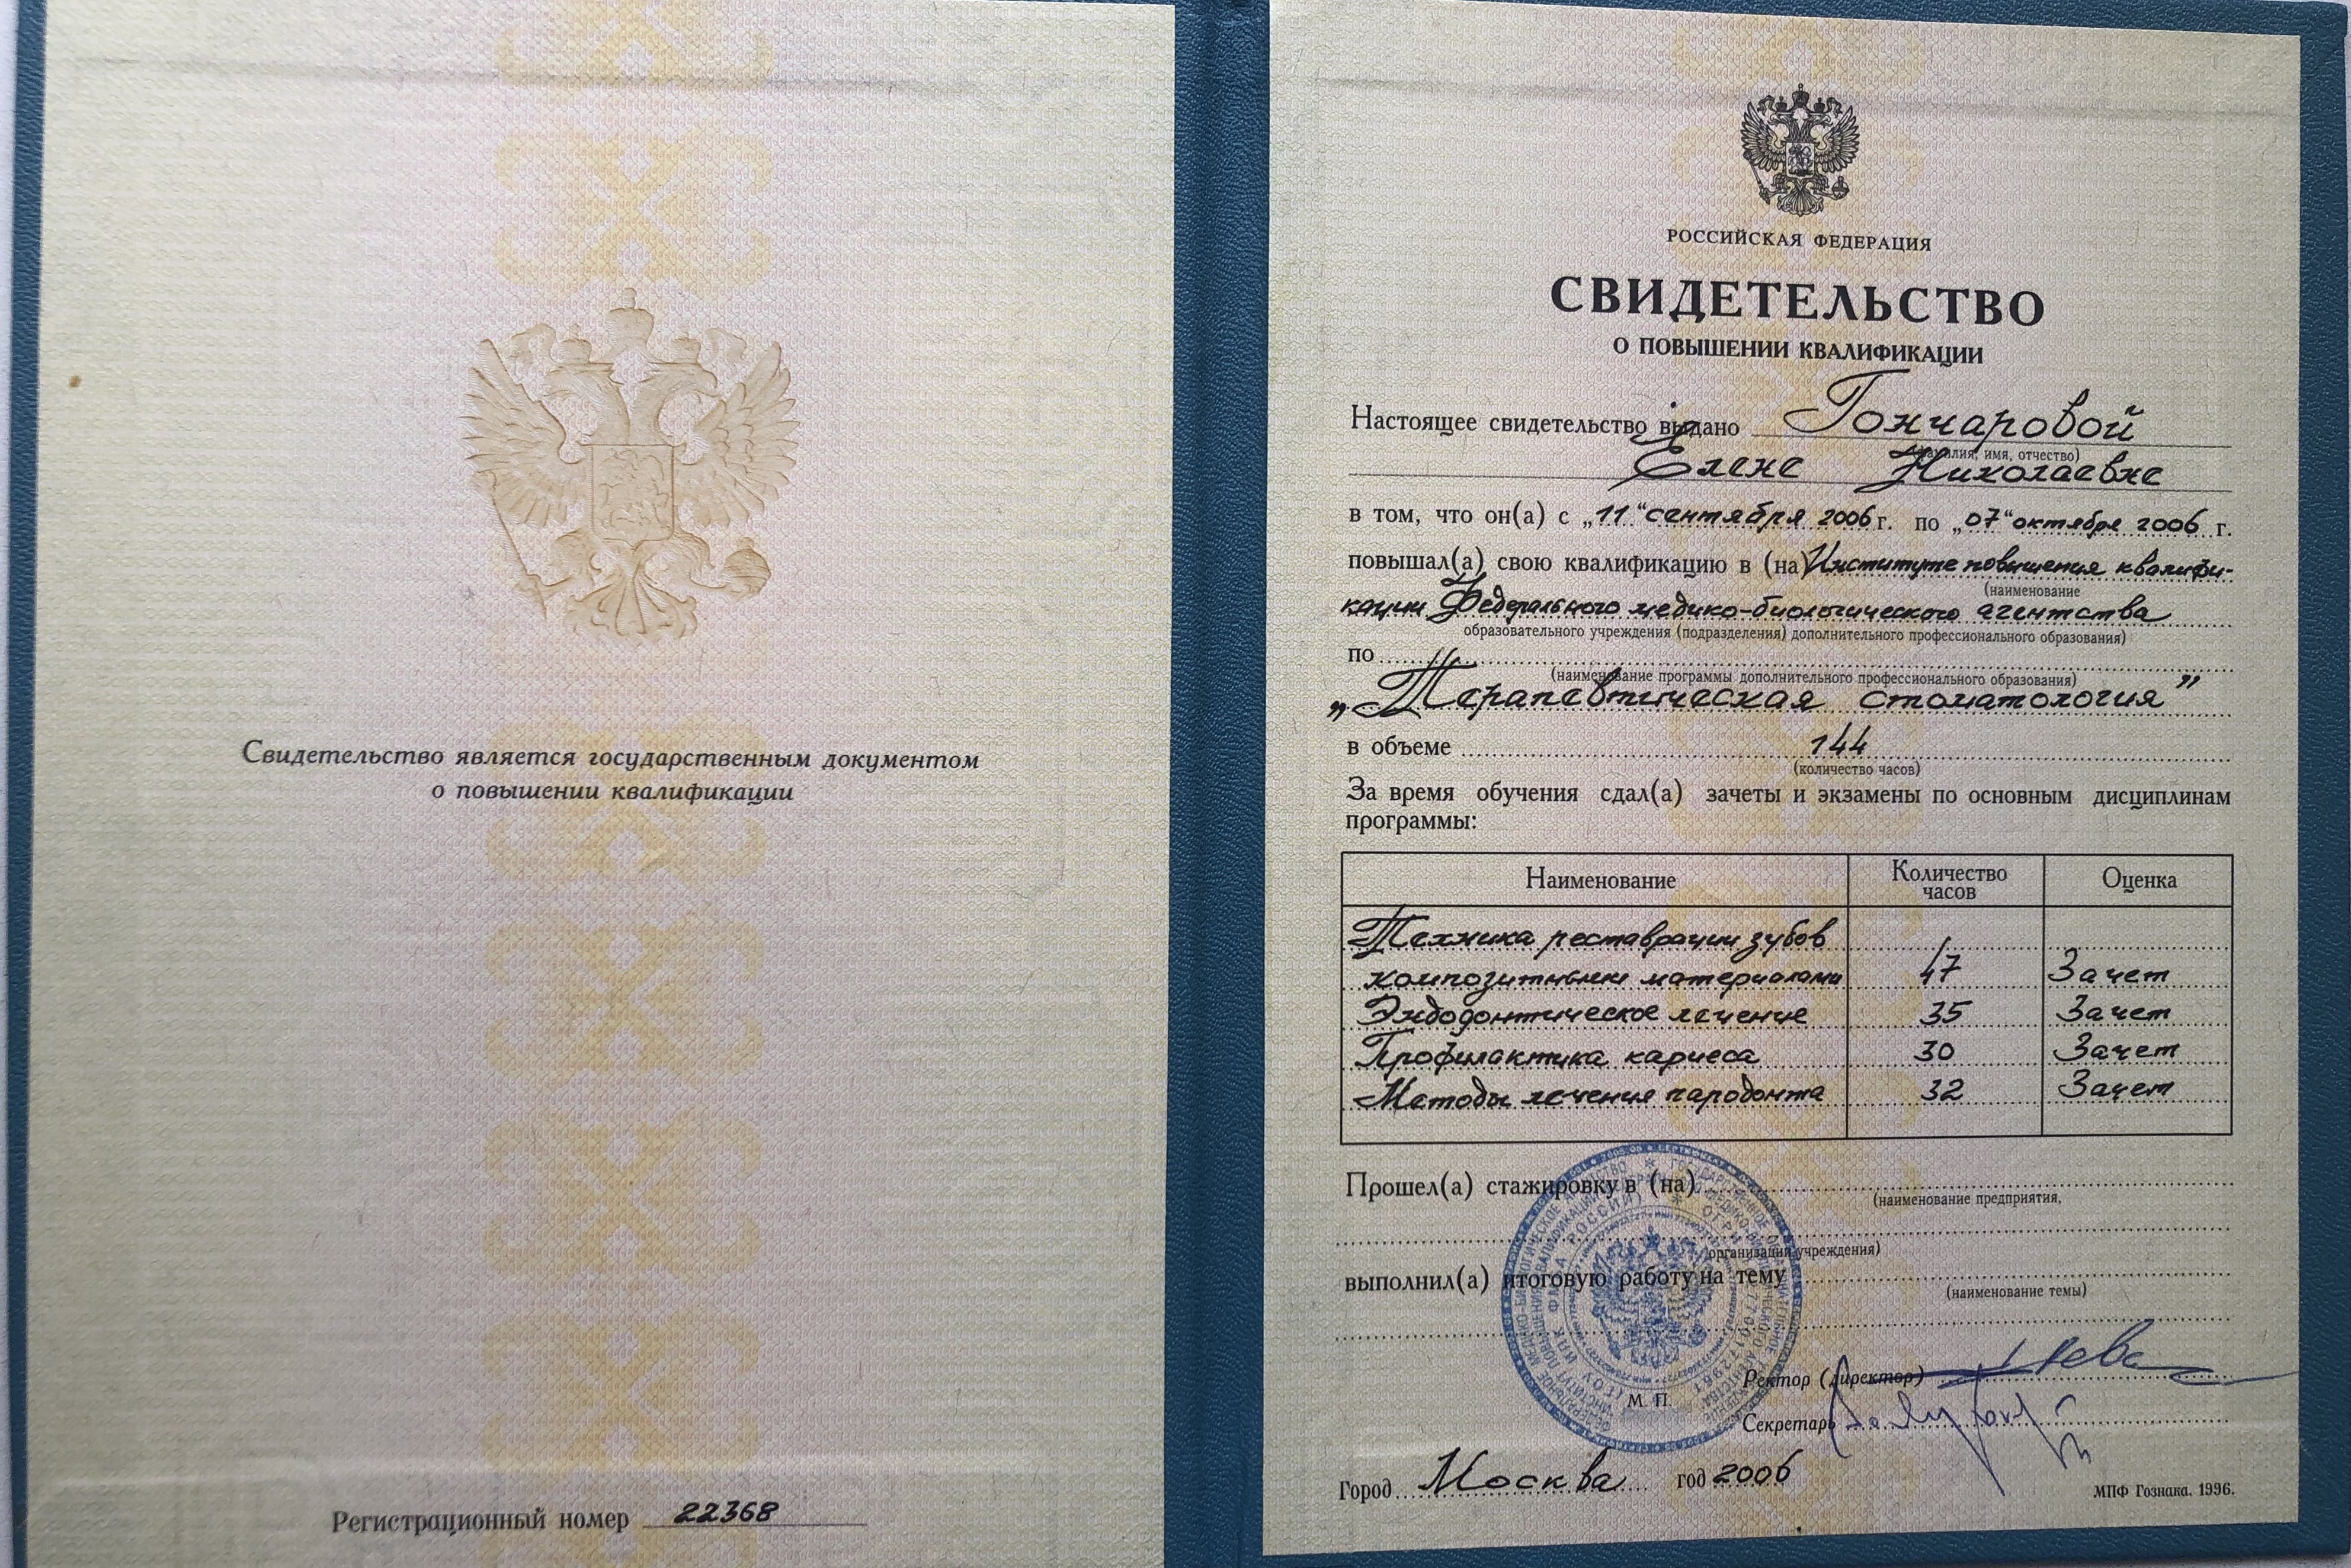 Свидетельство является государственным документом
о повышении квалификации
Регистрационный номер 22368
РОССИЙСКАЯ ФЕДЕРАЦИЯ
СВИДЕТЕЛЬСТВО
О ПОВЫШЕНИИ КВАЛИФИКАЦИИ
Настоящее свидетельство выдано Гончаровой
(фамилия, имя, отчество)
Елене Николаевне
в том, что он(а) с „11“ сентября 2006 г. по „07“ октября 2006 г.
повышал(а) свою квалификацию в (на) Институте повышения квалифи-
(наименование
кации Федерального медико-биологического агентства
образовательного учреждения (подразделения) дополнительного профессионального образования)
по
(наименование программы дополнительного профессионального образования)
„Терапевтическая стоматология”
в объеме 144
(количество часов)
За время обучения сдал(а) зачеты и экзамены по основным дисциплинам
программы:
Наименование Количество часов Оценка
Техника реставрации зубов
композитными материалами 47 Зачет
Эндодонтическое лечение 35 Зачет
Профилактика кариеса 30 Зачет
Методы лечения пародонта 32 Зачет
Прошел(а) стажировку в (на)
(наименование предприятия,
организации, учреждения)
выполнил(а) итоговую работу на тему
(наименование темы)
Ректор (директор)
М. П.
Секретарь
Город Москва год 2006
МПФ Гознака. 1996.